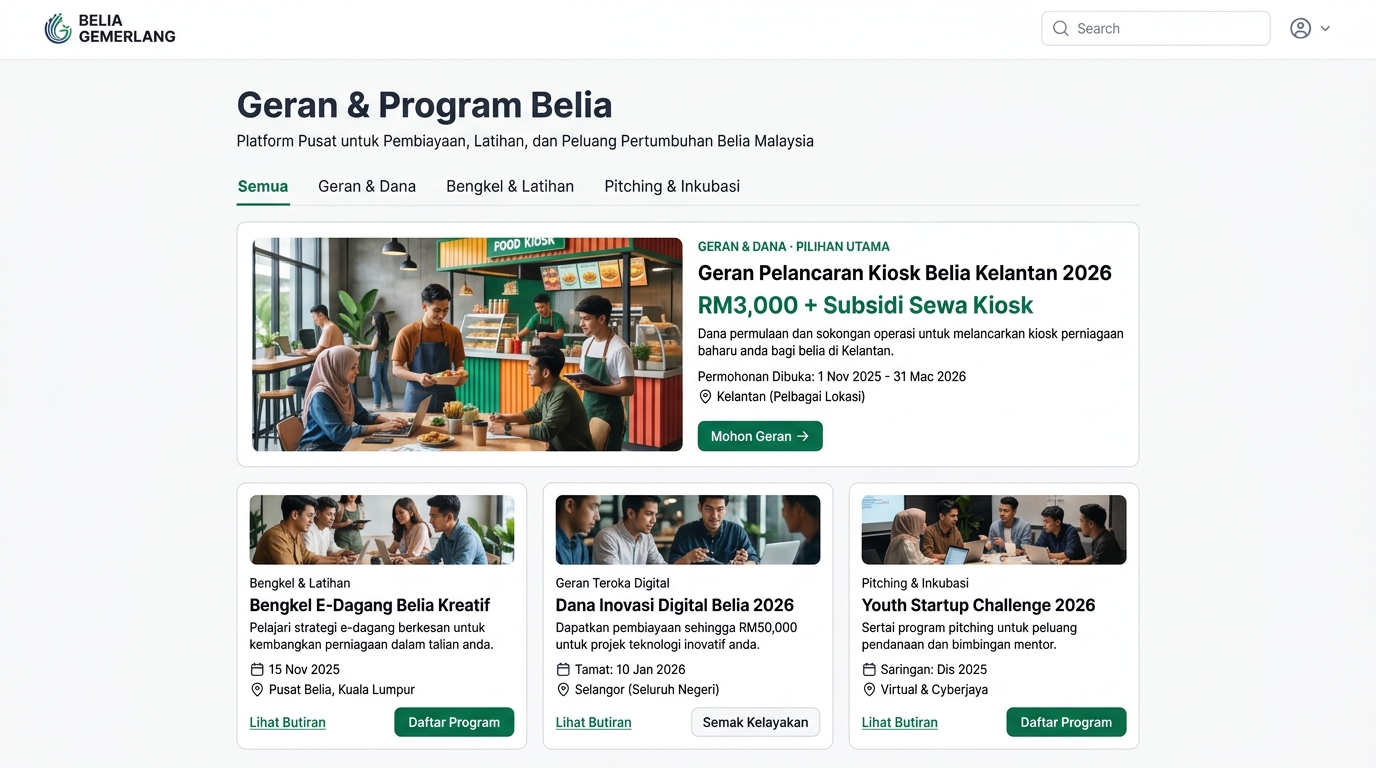 BELIA
GEMERLANG
Search
Geran & Program Belia
Platform Pusat untuk Pembiayaan, Latihan, dan Peluang Pertumbuhan Belia Malaysia
Semua
Geran & Dana
Bengkel & Latihan
Pitching & Inkubasi
FOOD KIOSK
GERAN & DANA · PILIHAN UTAMA
Geran Pelancaran Kiosk Belia Kelantan 2026
RM3,000 + Subsidi Sewa Kiosk
Dana permulaan dan sokongan operasi untuk melancarkan kiosk perniagaan
baharu anda bagi belia di Kelantan.
Permohonan Dibuka: 1 Nov 2025 - 31 Mac 2026
Kelantan (Pelbagai Lokasi)
Mohon Geran →
Bengkel & Latihan
Bengkel E-Dagang Belia Kreatif
Pelajari strategi e-dagang berkesan untuk
kembangkan perniagaan dalam talian anda.
15 Nov 2025
Pusat Belia, Kuala Lumpur
Lihat Butiran
Daftar Program
Geran Teroka Digital
Dana Inovasi Digital Belia 2026
Dapatkan pembiayaan sehingga RM50,000
untuk projek teknologi inovatif anda.
Tamat: 10 Jan 2026
Selangor (Seluruh Negeri)
Lihat Butiran
Semak Kelayakan
Pitching & Inkubasi
Youth Startup Challenge 2026
Sertai program pitching untuk peluang
pendanaan dan bimbingan mentor.
Saringan: Dis 2025
Virtual & Cyberjaya
Lihat Butiran
Daftar Program